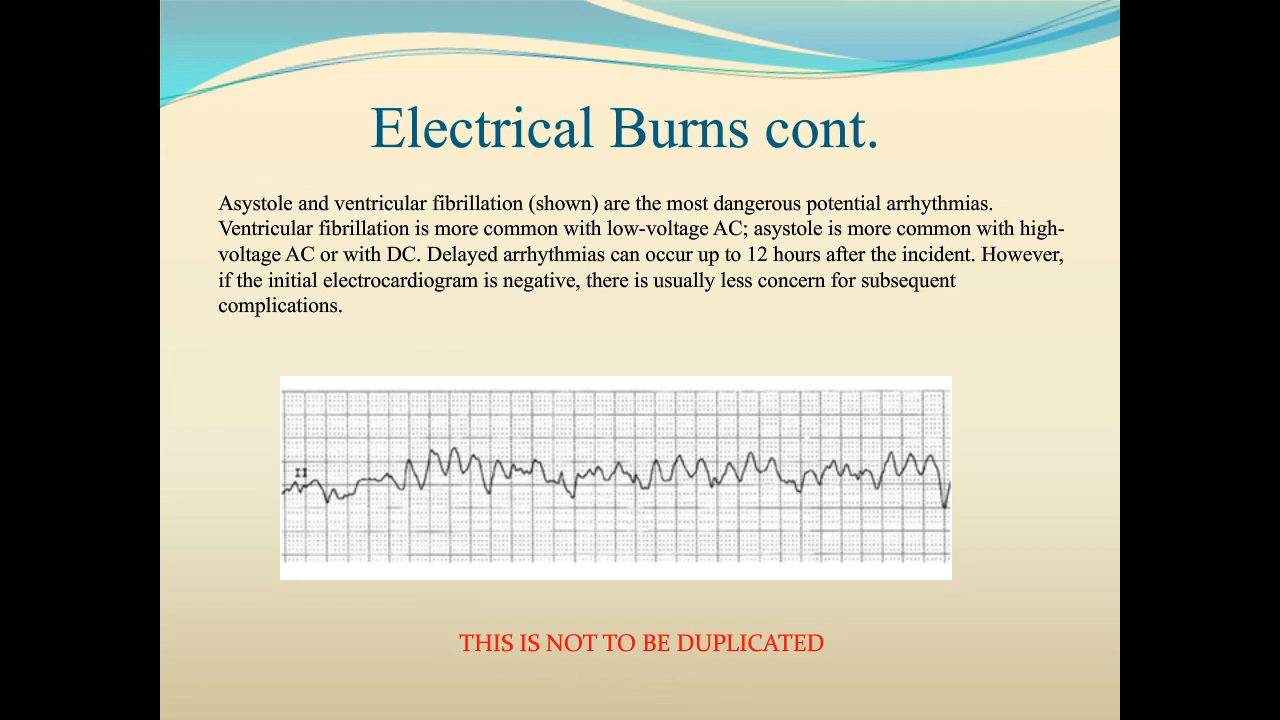 Electrical Burns cont.
Asystole and ventricular fibrillation (shown) are the most dangerous potential arrhythmias.
Ventricular fibrillation is more common with low-voltage AC; asystole is more common with high-
voltage AC or with DC. Delayed arrhythmias can occur up to 12 hours after the incident. However,
if the initial electrocardiogram is negative, there is usually less concern for subsequent
complications.
II
THIS IS NOT TO BE DUPLICATED